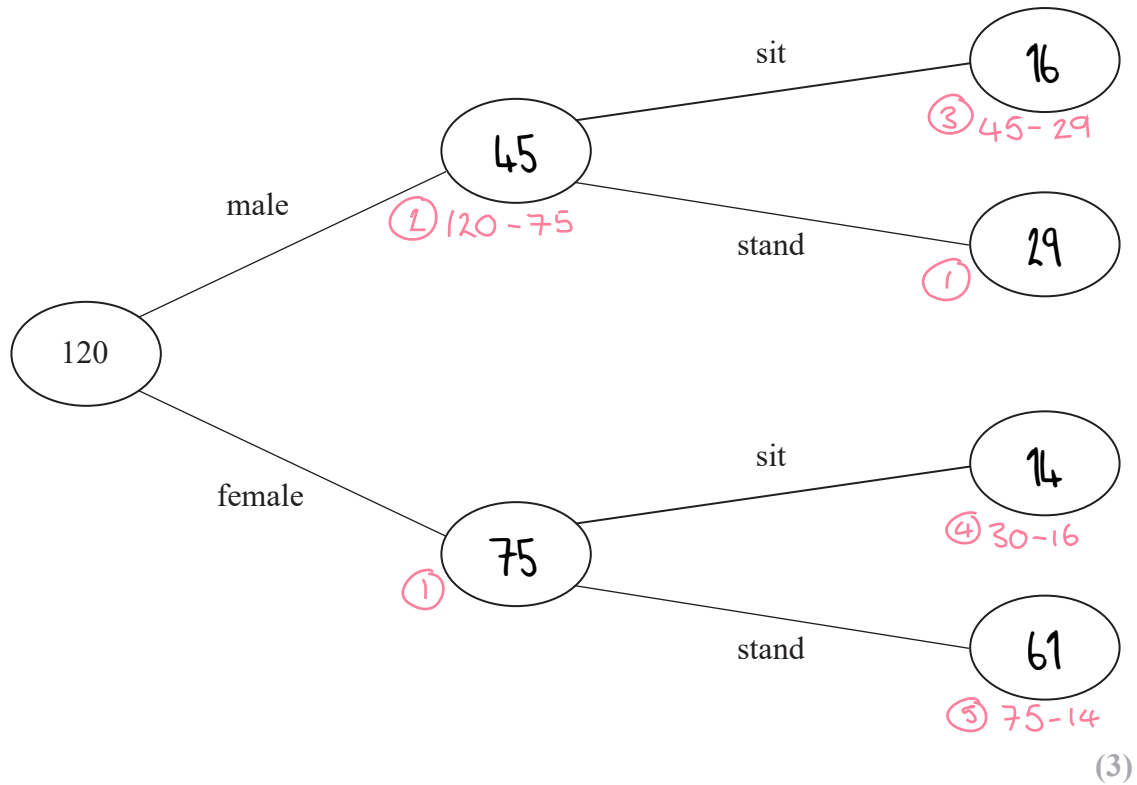 sit
16
③ 45-29
45
male
② 120-75
stand
29
①
120
sit
14
female
④ 30-16
75
①
stand
61
⑤ 75-14
(3)